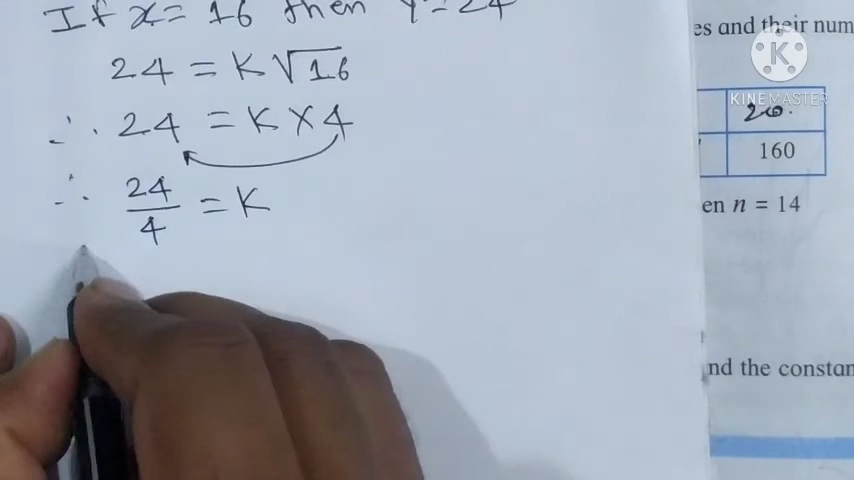 If x = 16 then Y = 24
24 = K √16
∴ 24 = K × 4
∴ 24/4 = K
es and their num
KINEMASTER
20.
160
en n = 14
nd the constan